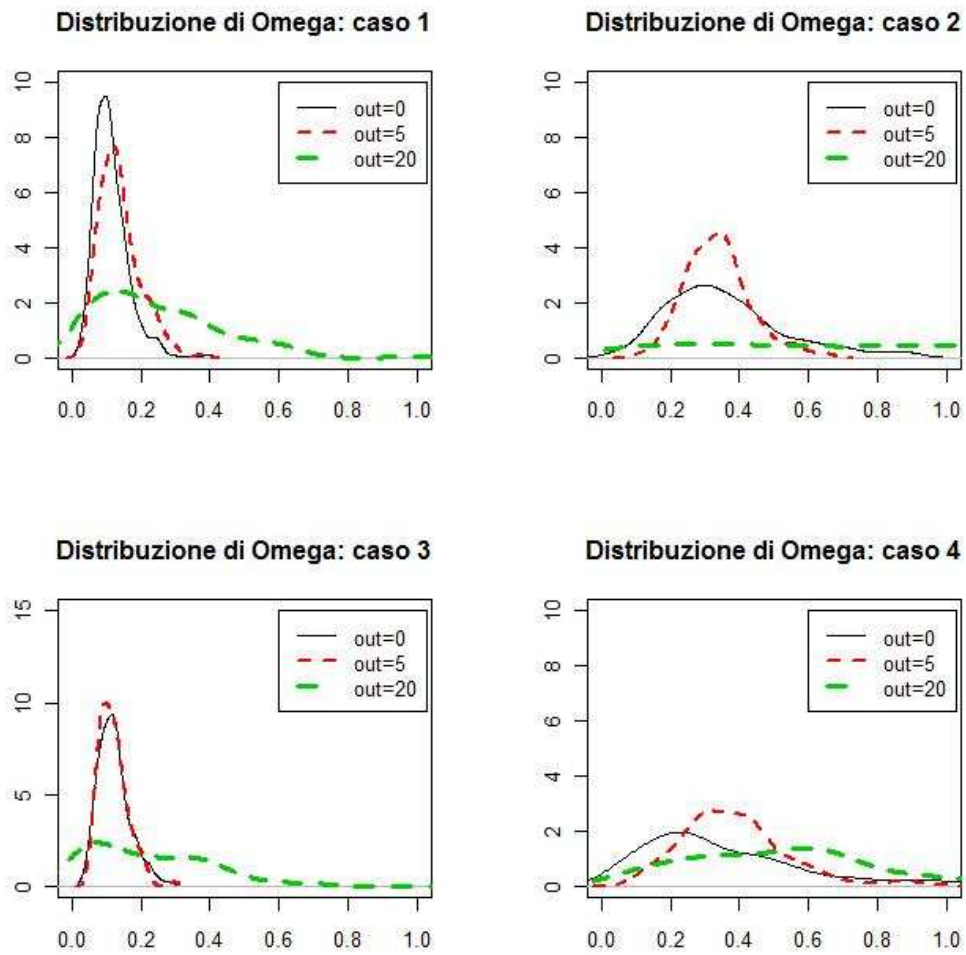 Distribuzione di Omega: caso 1
10
8
6
4
2
0
out=0
out=5
out=20
0.0 0.2 0.4 0.6 0.8 1.0
Distribuzione di Omega: caso 2
10
8
6
4
2
0
out=0
out=5
out=20
0.0 0.2 0.4 0.6 0.8 1.0
Distribuzione di Omega: caso 3
15
10
5
0
out=0
out=5
out=20
0.0 0.2 0.4 0.6 0.8 1.0
Distribuzione di Omega: caso 4
10
8
6
4
2
0
out=0
out=5
out=20
0.0 0.2 0.4 0.6 0.8 1.0